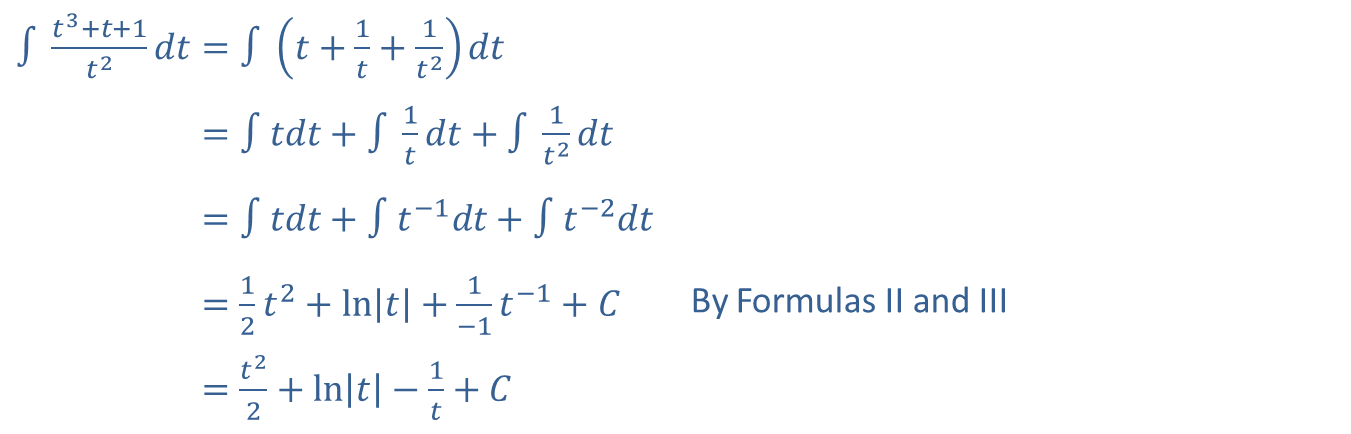 ∫ (t³+t+1)/t² dt = ∫ (t + 1/t + 1/t²) dt
= ∫ tdt + ∫ 1/t dt + ∫ 1/t² dt
= ∫ tdt + ∫ t⁻¹dt + ∫ t⁻²dt
= 1/2 t² + ln|t| + 1/−1 t⁻¹ + C By Formulas II and III
= t²/2 + ln|t| − 1/t + C